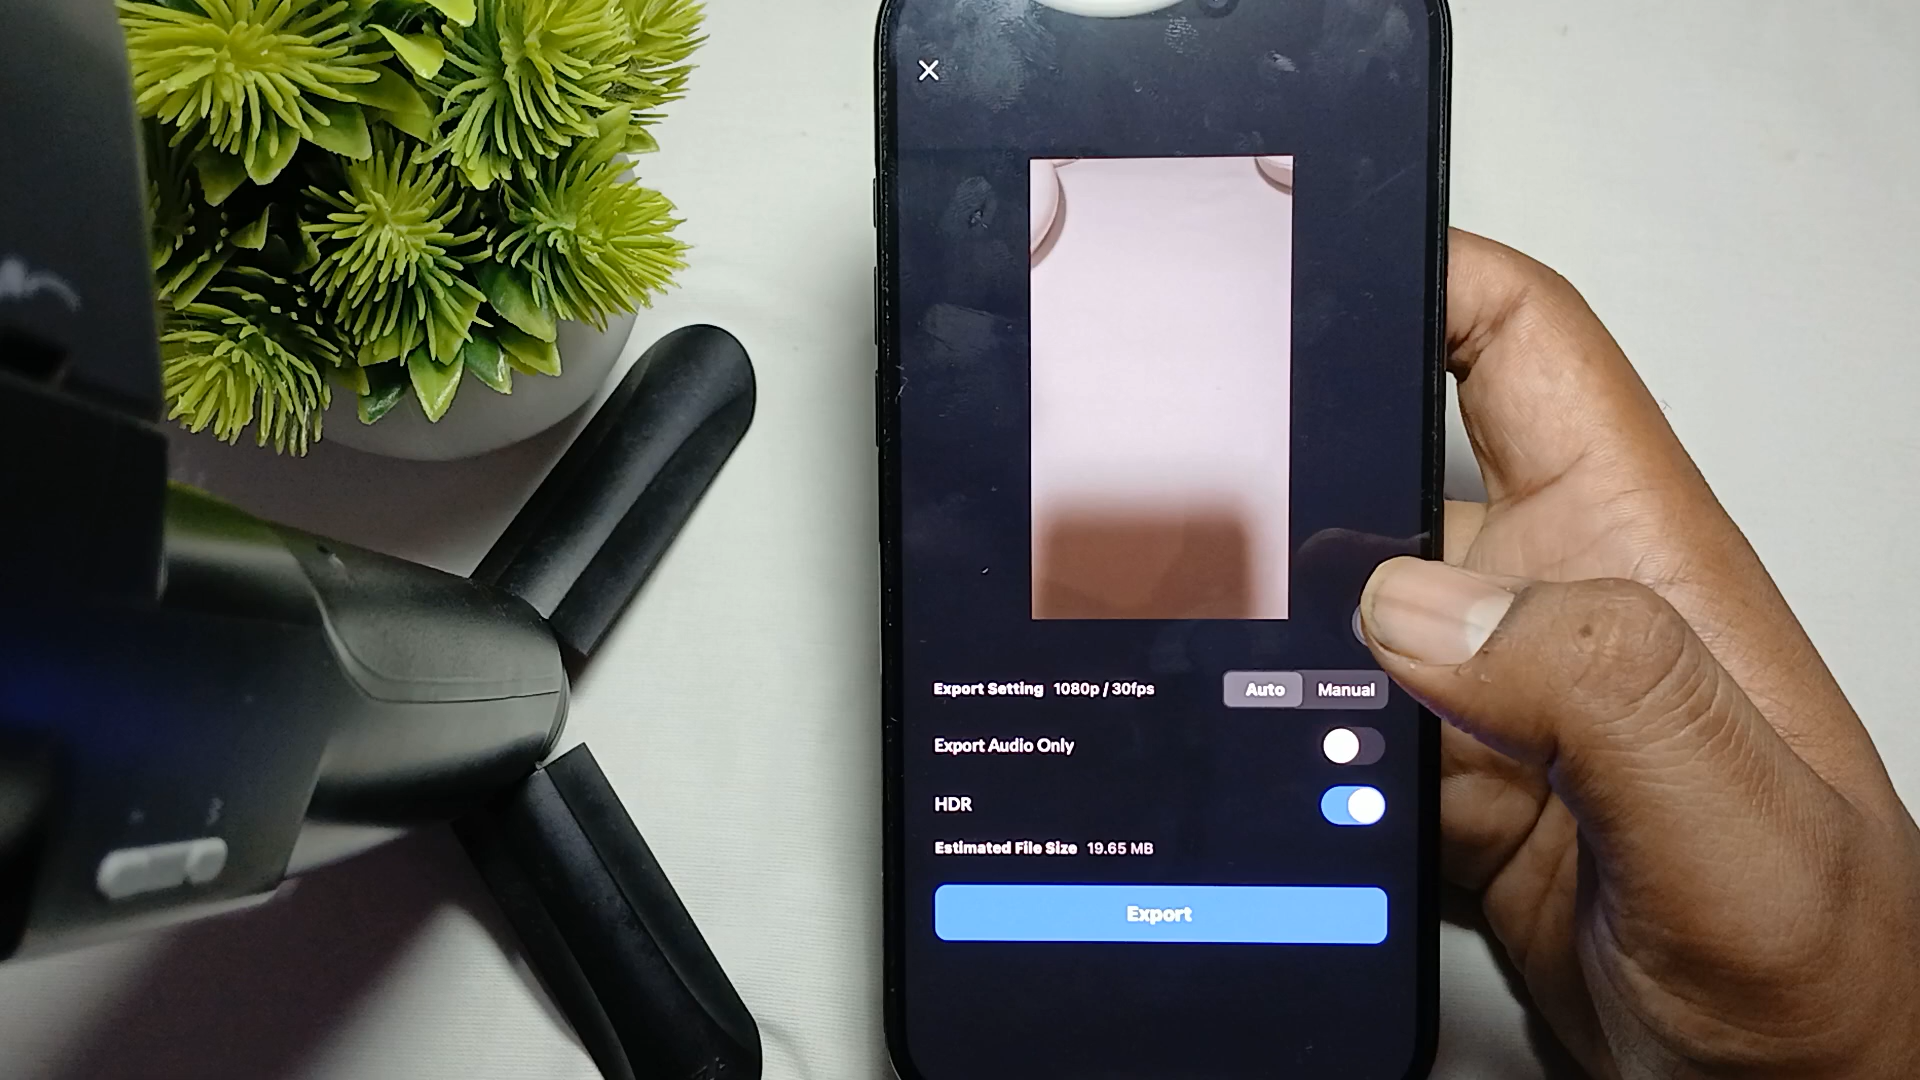 Export Setting 1080p / 30fps Auto Manual
Export Audio Only
HDR
Estimated File Size 19.65 MB
Export